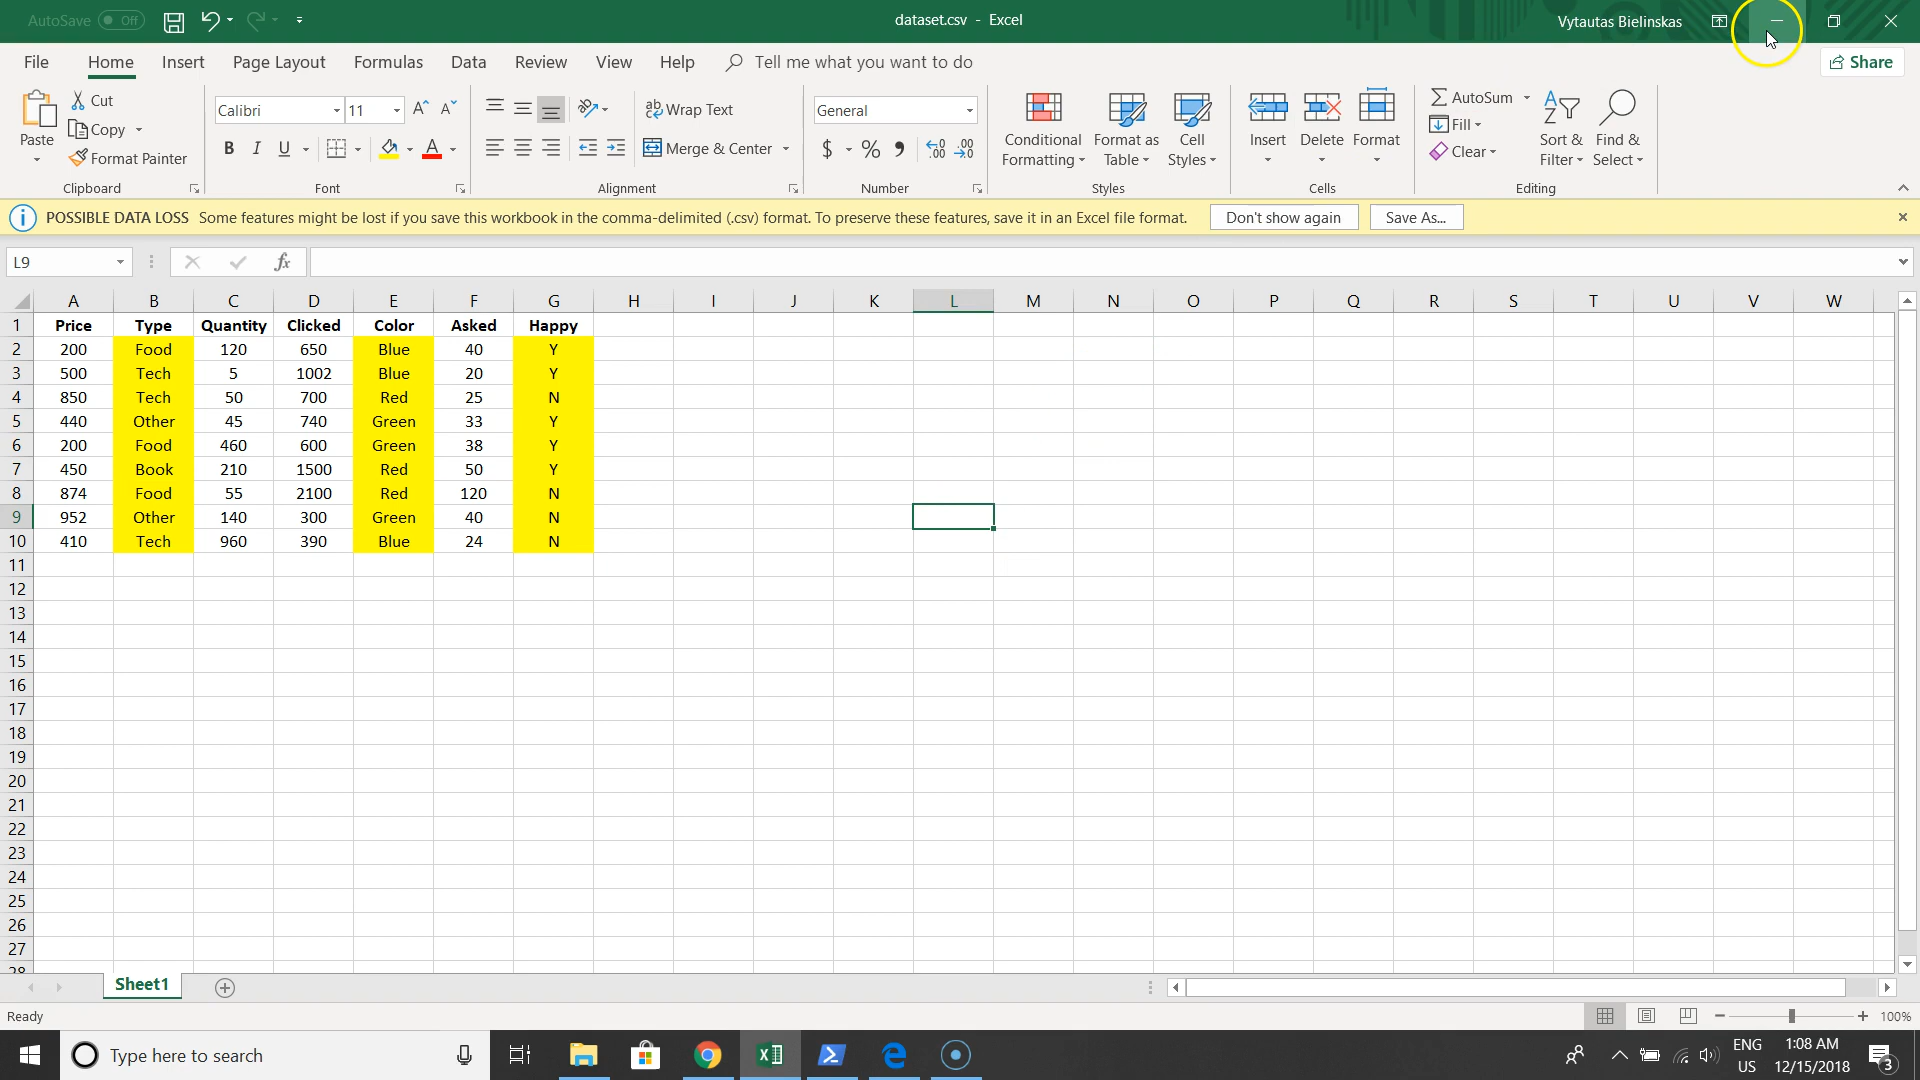 AutoSave Off
dataset.csv - Excel
Vytautas Bielinskas
File Home Insert Page Layout Formulas Data Review View Help Tell me what you want to do Share
Paste
Cut
Copy
Format Painter
Clipboard
Calibri 11
B I U A
Font
Wrap Text
Merge & Center
Alignment
General
$ %
Number
Conditional Formatting
Format as Table
Cell Styles
Styles
Insert Delete Format
Cells
AutoSum
Fill
Clear
Sort & Filter
Find & Select
Editing
POSSIBLE DATA LOSS Some features might be lost if you save this workbook in the comma-delimited (.csv) format. To preserve these features, save it in an Excel file format. Don't show again Save As...
L9 fx
A B C D E F G H I J K L M N O P Q R S T U V W
1 Price Type Quantity Clicked Color Asked Happy
2 200 Food 120 650 Blue 40 Y
3 500 Tech 5 1002 Blue 20 Y
4 850 Tech 50 700 Red 25 N
5 440 Other 45 740 Green 33 Y
6 200 Food 460 600 Green 38 Y
7 450 Book 210 1500 Red 50 Y
8 874 Food 55 2100 Red 120 N
9 952 Other 140 300 Green 40 N
10 410 Tech 960 390 Blue 24 N
11
12
13
14
15
16
17
18
19
20
21
22
23
24
25
26
27
28
Sheet1
Ready
100%
Type here to search
ENG
US
1:08 AM
12/15/2018
3